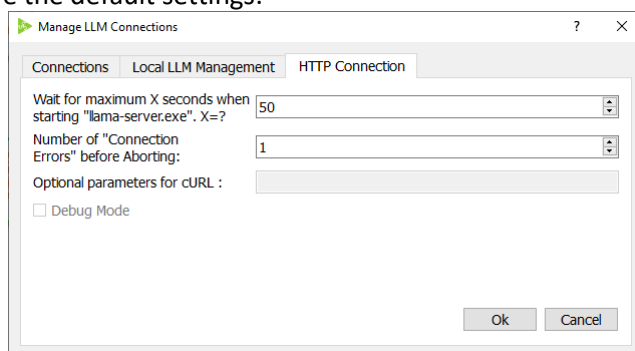 the default settings:
Manage LLM Connections ? ×
Connections Local LLM Management HTTP Connection
Wait for maximum X seconds when
starting "llama-server.exe". X=? 50
Number of "Connection
Errors" before Aborting: 1
Optional parameters for cURL :
Debug Mode
Ok Cancel